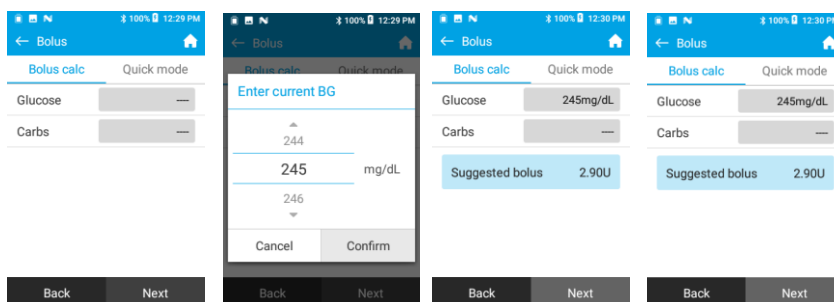 100% 12:29 PM
← Bolus
Bolus calc Quick mode
Glucose ---
Carbs ---
Back Next
100% 12:29 PM
← Bolus
Bolus calc Quick mode
Enter current BG
244
245 mg/dL
246
Cancel Confirm
Back Next
100% 12:30 PM
← Bolus
Bolus calc Quick mode
Glucose 245mg/dL
Carbs ---
Suggested bolus 2.90U
Back Next
100% 12:30 PM
← Bolus
Bolus calc Quick mode
Glucose 245mg/dL
Carbs ---
Suggested bolus 2.90U
Back Next